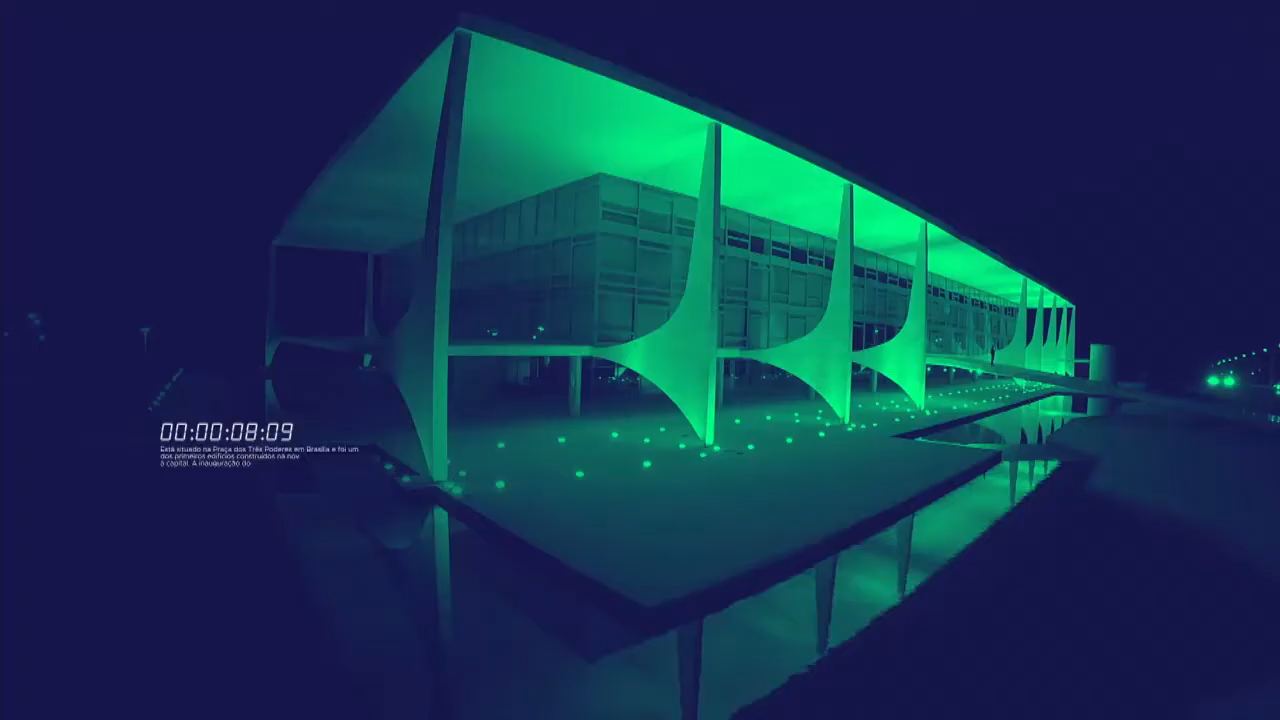 00:00:08:09
Está situado na Praça dos Três Poderes em Brasília e foi um
dos primeiros edifícios construídos na nov
a capital. A inauguração do